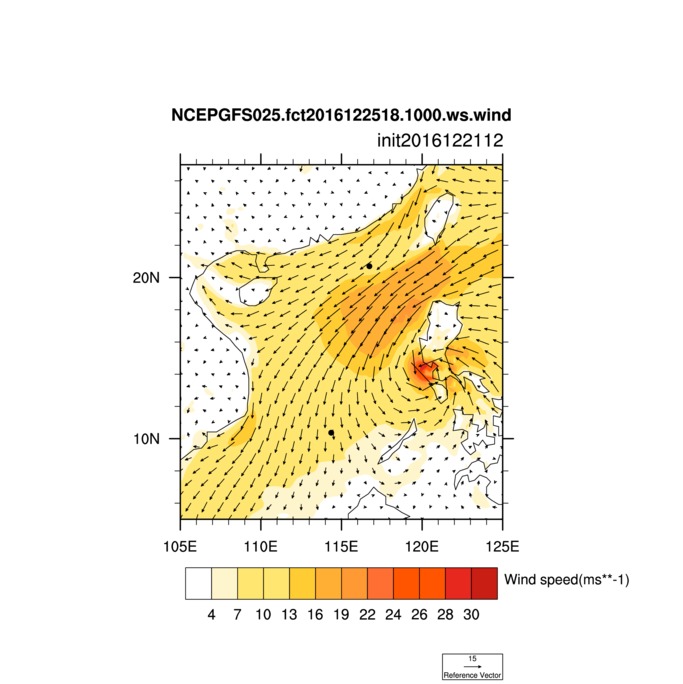 NCEPGFS025.fct2016122518.1000.ws.wind
init2016122112
20N
10N
105E 110E 115E 120E 125E
Wind speed(ms**-1)
4 7 10 13 16 19 22 24 26 28 30
15
Reference Vector